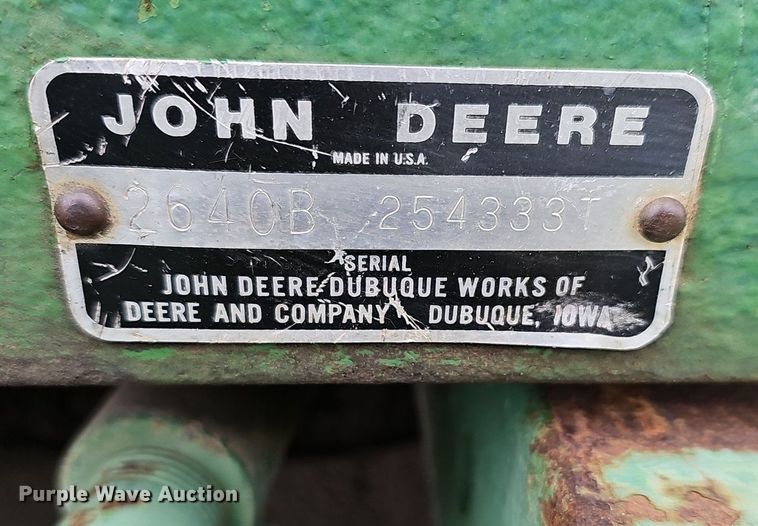 JOHN DEERE
MADE IN U.S.A.
2640B 254333T
SERIAL
JOHN DEERE DUBUQUE WORKS OF
DEERE AND COMPANY DUBUQUE, IOWA
Purple Wave Auction